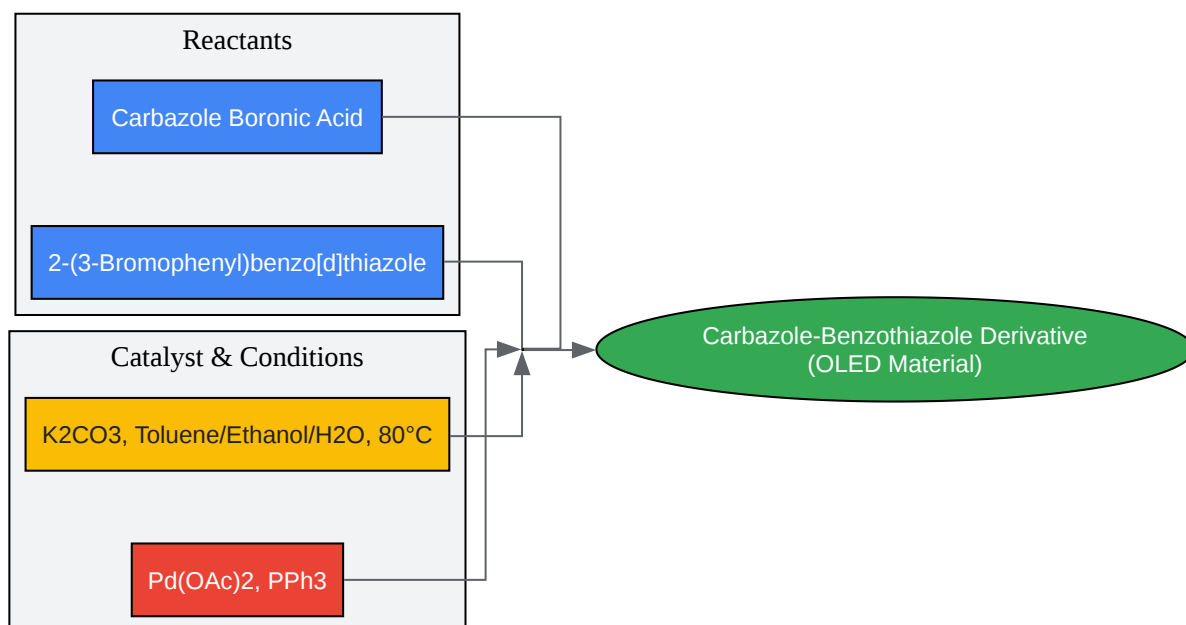 Reactants
Carbazole Boronic Acid
2-(3-Bromophenyl)benzo[d]thiazole
Catalyst & Conditions
K2CO3, Toluene/Ethanol/H2O, 80°C
Pd(OAc)2, PPh3
Carbazole-Benzothiazole Derivative
(OLED Material)